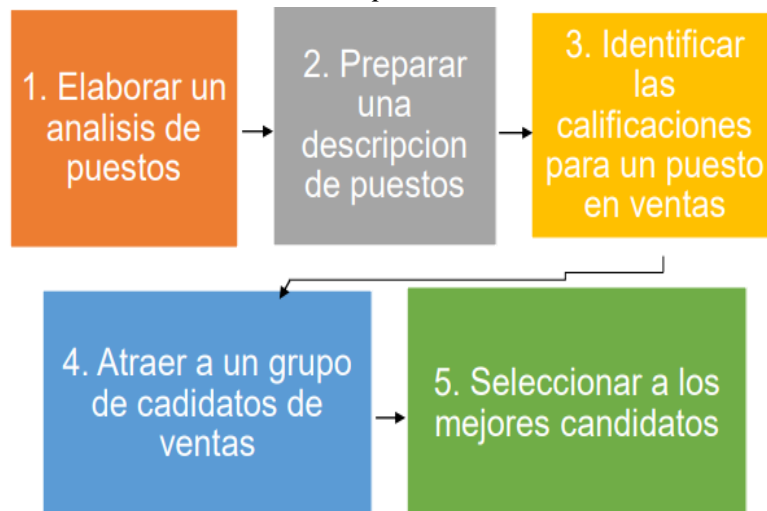 1. Elaborar un
analisis de
puestos
2. Preparar
una
descripcion
de puestos
3. Identificar
las
calificaciones
para un puesto
en ventas
4. Atraer a un grupo
de cadidatos de
ventas
5. Seleccionar a los
mejores candidatos